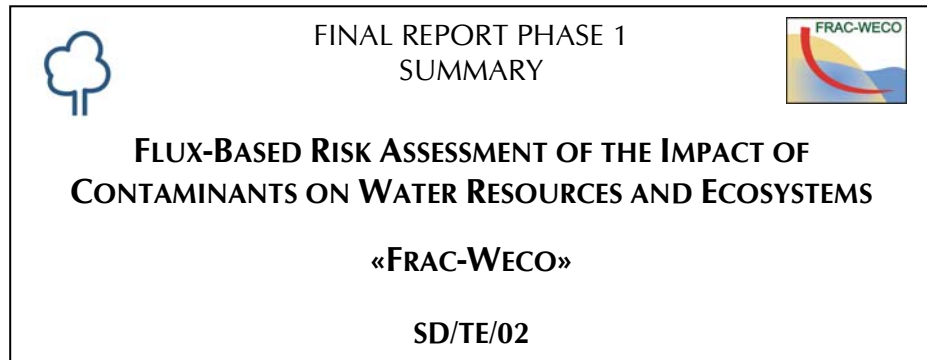 FINAL REPORT PHASE 1
SUMMARY
FRAC-WECO
FLUX-BASED RISK ASSESSMENT OF THE IMPACT OF
CONTAMINANTS ON WATER RESOURCES AND ECOSYSTEMS
«FRAC-WECO»
SD/TE/02